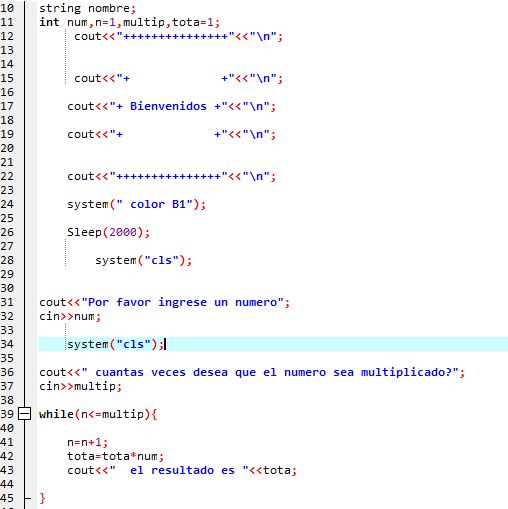 10 string nombre;
11 int num,n=1,multip,tota=1;
12 cout<<"+++++++++++++++"<<"\n";
13
14
15 cout<<"+             +"<<"\n";
16
17 cout<<"+ Bienvenidos +"<<"\n";
18
19 cout<<"+             +"<<"\n";
20
21
22 cout<<"+++++++++++++++"<<"\n";
23
24 system(" color B1");
25
26 Sleep(2000);
27
28 system("cls");
29
30
31 cout<<"Por favor ingrese un numero";
32 cin>>num;
33
34 system("cls");
35
36 cout<<" cuantas veces desea que el numero sea multiplicado?";
37 cin>>multip;
38
39 while(n<=multip){
40
41 n=n+1;
42 tota=tota*num;
43 cout<<"  el resultado es "<<tota;
44
45 }